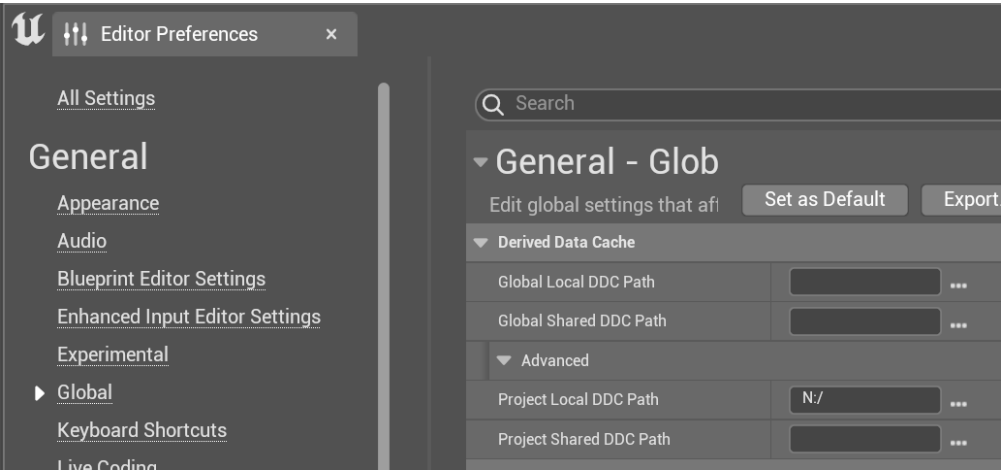 Editor Preferences ×
All Settings
General
Appearance
Audio
Blueprint Editor Settings
Enhanced Input Editor Settings
Experimental
Global
Keyboard Shortcuts
Live Coding
Search
General - Glob
Edit global settings that aff
Set as Default
Export.
Derived Data Cache
Global Local DDC Path
Global Shared DDC Path
Advanced
Project Local DDC Path
N:/
Project Shared DDC Path